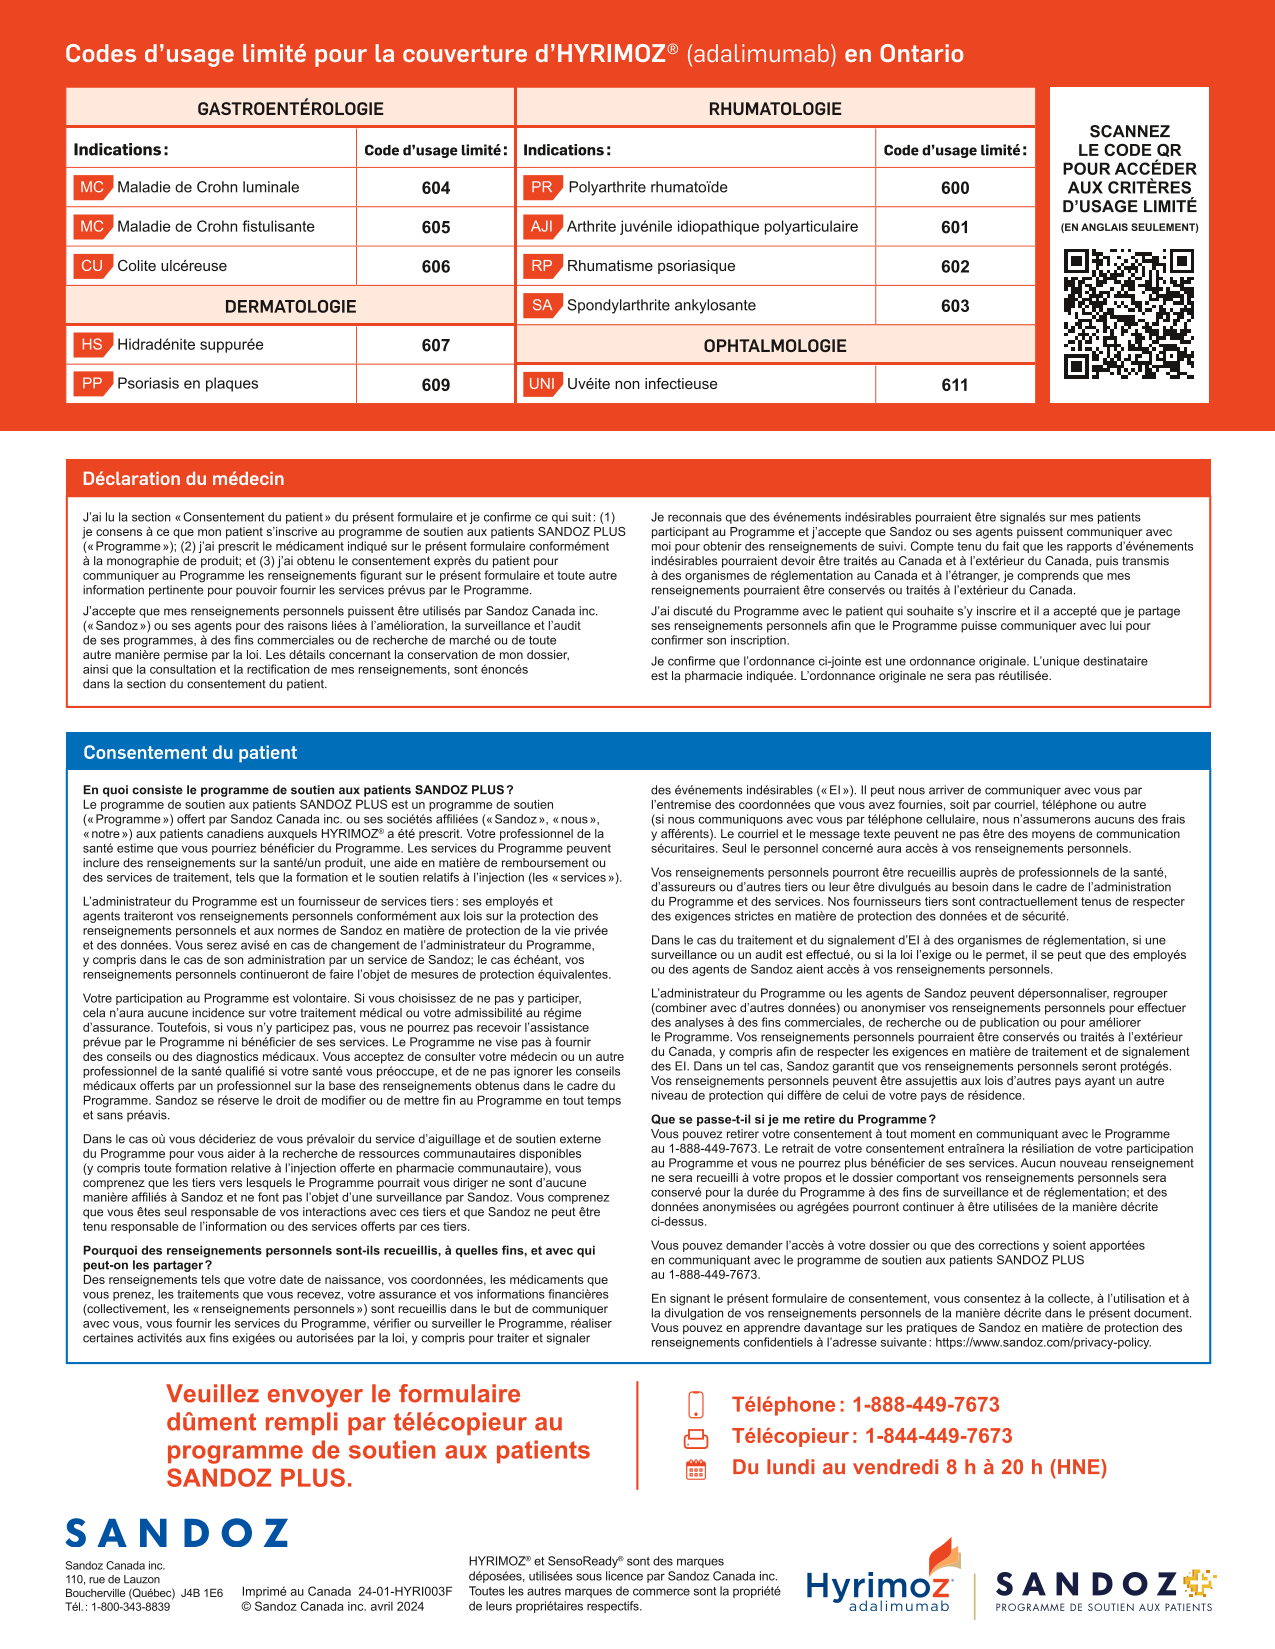 Codes d’usage limité pour la couverture d’HYRIMOZ® (adalimumab) en Ontario
GASTROENTÉROLOGIE
Indications : Code d’usage limité :
MC Maladie de Crohn luminale 604
MC Maladie de Crohn fistulisante 605
CU Colite ulcéreuse 606
DERMATOLOGIE
HS Hidradénite suppurée 607
PP Psoriasis en plaques 609
RHUMATOLOGIE
Indications : Code d’usage limité :
PR Polyarthrite rhumatoïde 600
AJI Arthrite juvénile idiopathique polyarticulaire 601
RP Rhumatisme psoriasique 602
SA Spondylarthrite ankylosante 603
OPHTALMOLOGIE
UNI Uvéite non infectieuse 611
SCANNEZ
LE CODE QR
POUR ACCÉDER
AUX CRITÈRES
D’USAGE LIMITÉ
(EN ANGLAIS SEULEMENT)
Déclaration du médecin
J’ai lu la section « Consentement du patient » du présent formulaire et je confirme ce qui suit : (1)
je consens à ce que mon patient s’inscrive au programme de soutien aux patients SANDOZ PLUS
(« Programme »); (2) j’ai prescrit le médicament indiqué sur le présent formulaire conformément
à la monographie de produit; et (3) j’ai obtenu le consentement exprès du patient pour
communiquer au Programme les renseignements figurant sur le présent formulaire et toute autre
information pertinente pour pouvoir fournir les services prévus par le Programme.
J’accepte que mes renseignements personnels puissent être utilisés par Sandoz Canada inc.
(« Sandoz ») ou ses agents pour des raisons liées à l’amélioration, la surveillance et l’audit
de ses programmes, à des fins commerciales ou de recherche de marché ou de toute
autre manière permise par la loi. Les détails concernant la conservation de mon dossier,
ainsi que la consultation et la rectification de mes renseignements, sont énoncés
dans la section du consentement du patient.
Je reconnais que des événements indésirables pourraient être signalés sur mes patients
participant au Programme et j’accepte que Sandoz ou ses agents puissent communiquer avec
moi pour obtenir des renseignements de suivi. Compte tenu du fait que les rapports d’événements
indésirables pourraient devoir être traités au Canada et à l’extérieur du Canada, puis transmis
à des organismes de réglementation au Canada et à l’étranger, je comprends que mes
renseignements pourraient être conservés ou traités à l’extérieur du Canada.
J’ai discuté du Programme avec le patient qui souhaite s’y inscrire et il a accepté que je partage
ses renseignements personnels afin que le Programme puisse communiquer avec lui pour
confirmer son inscription.
Je confirme que l’ordonnance ci-jointe est une ordonnance originale. L’unique destinataire
est la pharmacie indiquée. L’ordonnance originale ne sera pas réutilisée.
Consentement du patient
En quoi consiste le programme de soutien aux patients SANDOZ PLUS ?
Le programme de soutien aux patients SANDOZ PLUS est un programme de soutien
(« Programme ») offert par Sandoz Canada inc. ou ses sociétés affiliées (« Sandoz », « nous »,
« notre ») aux patients canadiens auxquels HYRIMOZ® a été prescrit. Votre professionnel de la
santé estime que vous pourriez bénéficier du Programme. Les services du Programme peuvent
inclure des renseignements sur la santé/un produit, une aide en matière de remboursement ou
des services de traitement, tels que la formation et le soutien relatifs à l’injection (les « services »).
L’administrateur du Programme est un fournisseur de services tiers : ses employés et
agents traiteront vos renseignements personnels conformément aux lois sur la protection des
renseignements personnels et aux normes de Sandoz en matière de protection de la vie privée
et des données. Vous serez avisé en cas de changement de l’administrateur du Programme,
y compris dans le cas de son administration par un service de Sandoz; le cas échéant, vos
renseignements personnels continueront de faire l’objet de mesures de protection équivalentes.
Votre participation au Programme est volontaire. Si vous choisissez de ne pas y participer,
cela n’aura aucune incidence sur votre traitement médical ou votre admissibilité au régime
d’assurance. Toutefois, si vous n’y participez pas, vous ne pourrez pas recevoir l’assistance
prévue par le Programme ni bénéficier de ses services. Le Programme ne vise pas à fournir
des conseils ou des diagnostics médicaux. Vous acceptez de consulter votre médecin ou un autre
professionnel de la santé qualifié si votre santé vous préoccupe, et de ne pas ignorer les conseils
médicaux offerts par un professionnel sur la base des renseignements obtenus dans le cadre du
Programme. Sandoz se réserve le droit de modifier ou de mettre fin au Programme en tout temps
et sans préavis.
Dans le cas où vous décideriez de vous prévaloir du service d’aiguillage et de soutien externe
du Programme pour vous aider à la recherche de ressources communautaires disponibles
(y compris toute formation relative à l’injection offerte en pharmacie communautaire), vous
comprenez que les tiers vers lesquels le Programme pourrait vous diriger ne sont d’aucune
manière affiliés à Sandoz et ne font pas l’objet d’une surveillance par Sandoz. Vous comprenez
que vous êtes seul responsable de vos interactions avec ces tiers et que Sandoz ne peut être
tenu responsable de l’information ou des services offerts par ces tiers.
Pourquoi des renseignements personnels sont-ils recueillis, à quelles fins, et avec qui
peut-on les partager ?
Des renseignements tels que votre date de naissance, vos coordonnées, les médicaments que
vous prenez, les traitements que vous recevez, votre assurance et vos informations financières
(collectivement, les « renseignements personnels ») sont recueillis dans le but de communiquer
avec vous, vous fournir les services du Programme, vérifier ou surveiller le Programme, réaliser
certaines activités aux fins exigées ou autorisées par la loi, y compris pour traiter et signaler
des événements indésirables (« EI »). Il peut nous arriver de communiquer avec vous par
l’entremise des coordonnées que vous avez fournies, soit par courriel, téléphone ou autre
(si nous communiquons avec vous par téléphone cellulaire, nous n’assumerons aucuns des frais
y afférents). Le courriel et le message texte peuvent ne pas être des moyens de communication
sécuritaires. Seul le personnel concerné aura accès à vos renseignements personnels.
Vos renseignements personnels pourront être recueillis auprès de professionnels de la santé,
d’assureurs ou d’autres tiers ou leur être divulgués au besoin dans le cadre de l’administration
du Programme et des services. Nos fournisseurs tiers sont contractuellement tenus de respecter
des exigences strictes en matière de protection des données et de sécurité.
Dans le cas du traitement et du signalement d’EI à des organismes de réglementation, si une
surveillance ou un audit est effectué, ou si la loi l’exige ou le permet, il se peut que des employés
ou des agents de Sandoz aient accès à vos renseignements personnels.
L’administrateur du Programme ou les agents de Sandoz peuvent dépersonnaliser, regrouper
(combiner avec d’autres données) ou anonymiser vos renseignements personnels pour effectuer
des analyses à des fins commerciales, de recherche ou de publication ou pour améliorer
le Programme. Vos renseignements personnels pourraient être conservés ou traités à l’extérieur
du Canada, y compris afin de respecter les exigences en matière de traitement et de signalement
des EI. Dans un tel cas, Sandoz garantit que vos renseignements personnels seront protégés.
Vos renseignements personnels peuvent être assujettis aux lois d’autres pays ayant un autre
niveau de protection qui diffère de celui de votre pays de résidence.
Que se passe-t-il si je me retire du Programme ?
Vous pouvez retirer votre consentement à tout moment en communiquant avec le Programme
au 1-888-449-7673. Le retrait de votre consentement entraînera la résiliation de votre participation
au Programme et vous ne pourrez plus bénéficier de ses services. Aucun nouveau renseignement
ne sera recueilli à votre propos et le dossier comportant vos renseignements personnels sera
conservé pour la durée du Programme à des fins de surveillance et de réglementation; et des
données anonymisées ou agrégées pourront continuer à être utilisées de la manière décrite
ci-dessus.
Vous pouvez demander l’accès à votre dossier ou que des corrections y soient apportées
en communiquant avec le programme de soutien aux patients SANDOZ PLUS
au 1-888-449-7673.
En signant le présent formulaire de consentement, vous consentez à la collecte, à l’utilisation et à
la divulgation de vos renseignements personnels de la manière décrite dans le présent document.
Vous pouvez en apprendre davantage sur les pratiques de Sandoz en matière de protection des
renseignements confidentiels à l’adresse suivante : https://www.sandoz.com/privacy-policy.
Veuillez envoyer le formulaire
dûment rempli par télécopieur au
programme de soutien aux patients
SANDOZ PLUS.
Téléphone : 1-888-449-7673
Télécopieur : 1-844-449-7673
Du lundi au vendredi 8 h à 20 h (HNE)
SANDOZ
Sandoz Canada inc.
110, rue de Lauzon
Boucherville (Québec) J4B 1E6
Tél. : 1-800-343-8839
Imprimé au Canada 24-01-HYRI003F
© Sandoz Canada inc. avril 2024
HYRIMOZ® et SensoReady® sont des marques
déposées, utilisées sous licence par Sandoz Canada inc.
Toutes les autres marques de commerce sont la propriété
de leurs propriétaires respectifs.
Hyrimoz
adalimumab
SANDOZ
PROGRAMME DE SOUTIEN AUX PATIENTS